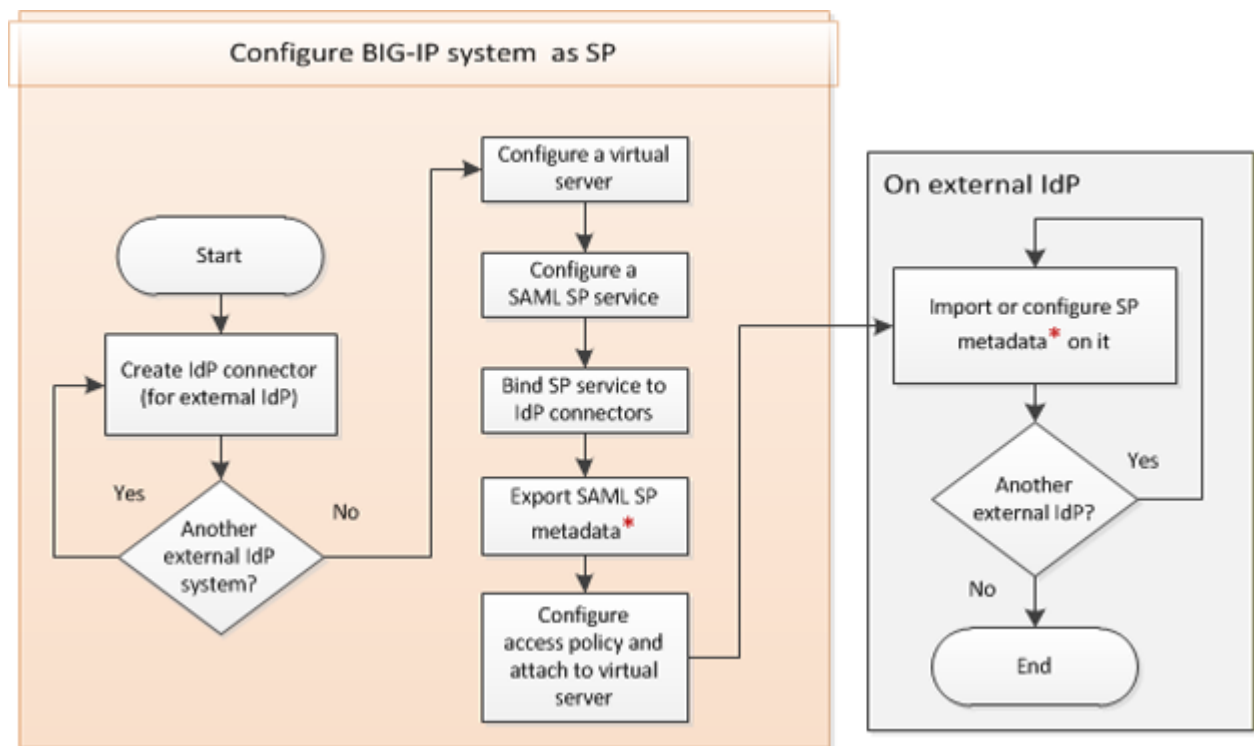 Configure BIG-IP system as SP
Start
Create IdP connector
(for external IdP)
Another
external IdP
system?
Yes
No
Configure a virtual
server
Configure a
SAML SP service
Bind SP service to
IdP connectors
Export SAML SP
metadata*
Configure
access policy and
attach to virtual
server
On external IdP
Import or configure SP
metadata* on it
Another
external IdP?
Yes
No
End